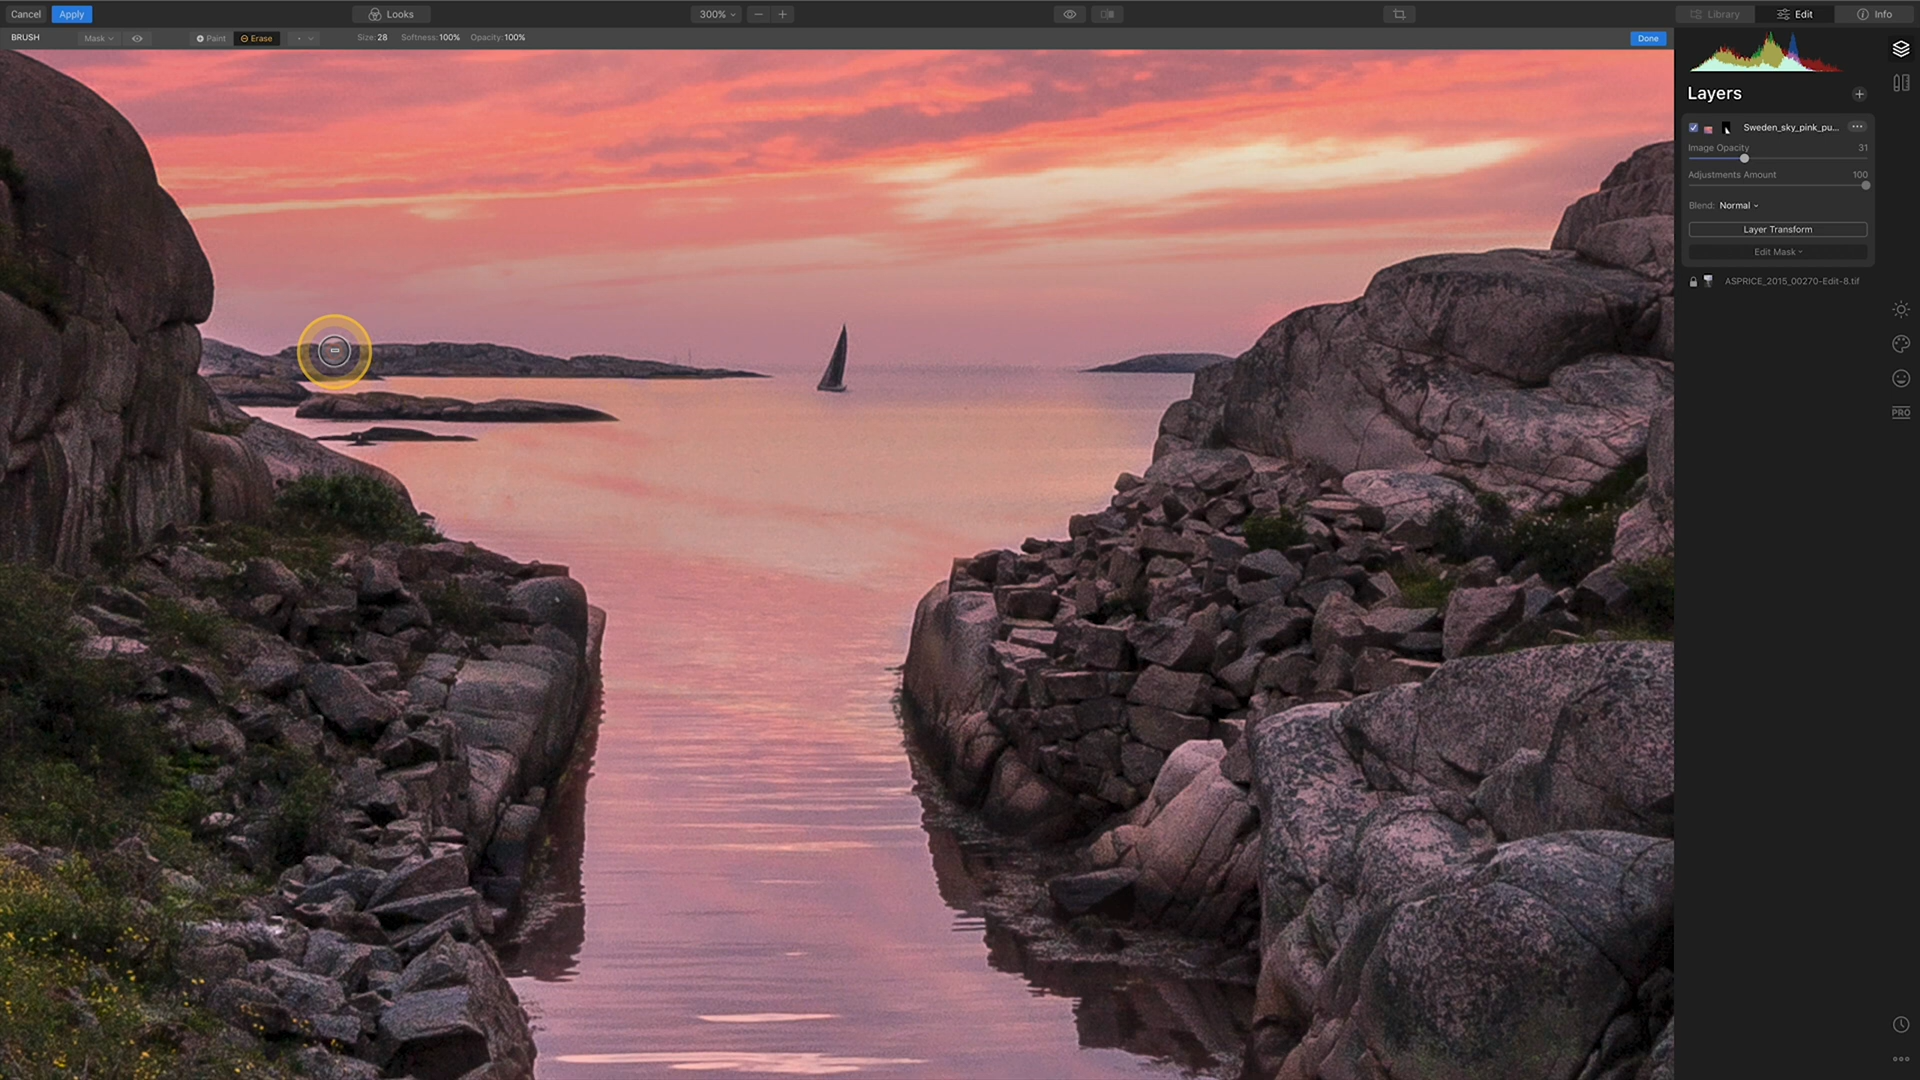 Cancel Apply Looks 300% Library Edit Info
BRUSH Mask Paint Erase Size: 28 Softness: 100% Opacity: 100% Done
Layers
Sweden_sky_pink_pu...
Image Opacity 31
Adjustments Amount 100
Blend: Normal
Layer Transform
Edit Mask
ASPRICE_2015_00270-Edit-8.tif
PRO